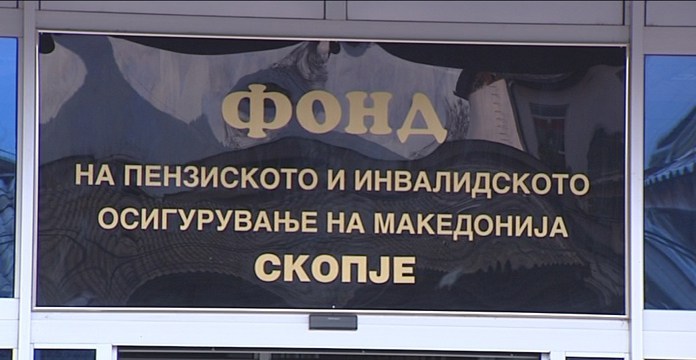 ФОНД
НА ПЕНЗИСКОТО И ИНВАЛИДСКОТО
ОСИГУРУВАЊЕ НА МАКЕДОНИЈА
СКОПЈЕ